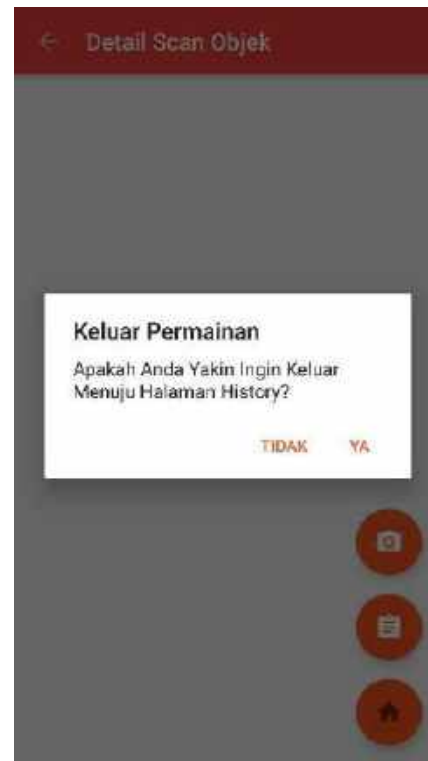 Detail Scan Objek
Keluar Permainan
Apakah Anda Yakin Ingin Keluar
Menuju Halaman History?
TIDAK YA